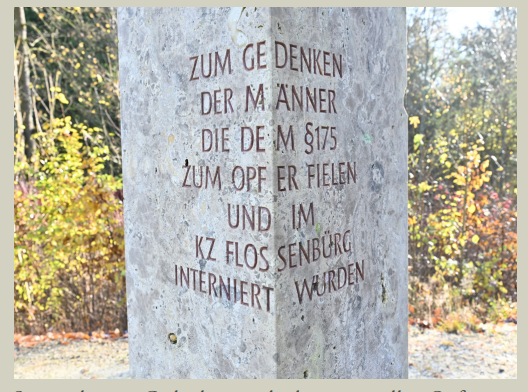 ZUM GEDENKEN
DER MÄNNER
DIE DEM §175
ZUM OPFER FIELEN
UND IM
KZ FLOSSENBÜRG
INTERNIERT WURDEN